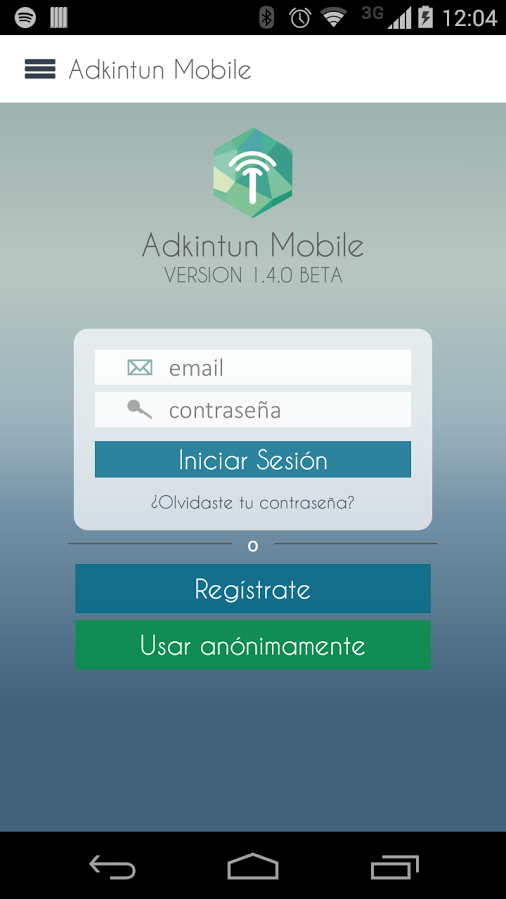 3G 12:04
Adkintun Mobile
Adkintun Mobile
VERSION 1.4.0 BETA
email
contraseña
Iniciar Sesión
¿Olvidaste tu contraseña?
o
Regístrate
Usar anónimamente